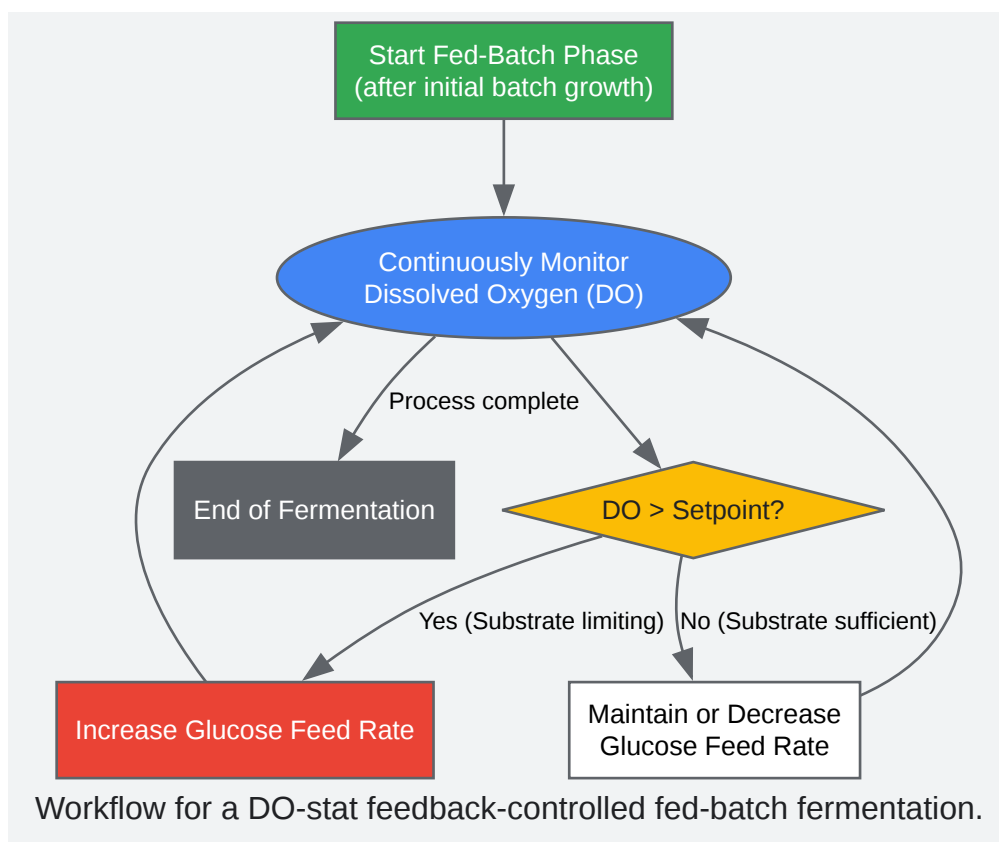 Start Fed-Batch Phase
(after initial batch growth)
Continuously Monitor
Dissolved Oxygen (DO)
Process complete
End of Fermentation
DO > Setpoint?
Yes (Substrate limiting)
No (Substrate sufficient)
Increase Glucose Feed Rate
Maintain or Decrease
Glucose Feed Rate
Workflow for a DO-stat feedback-controlled fed-batch fermentation.